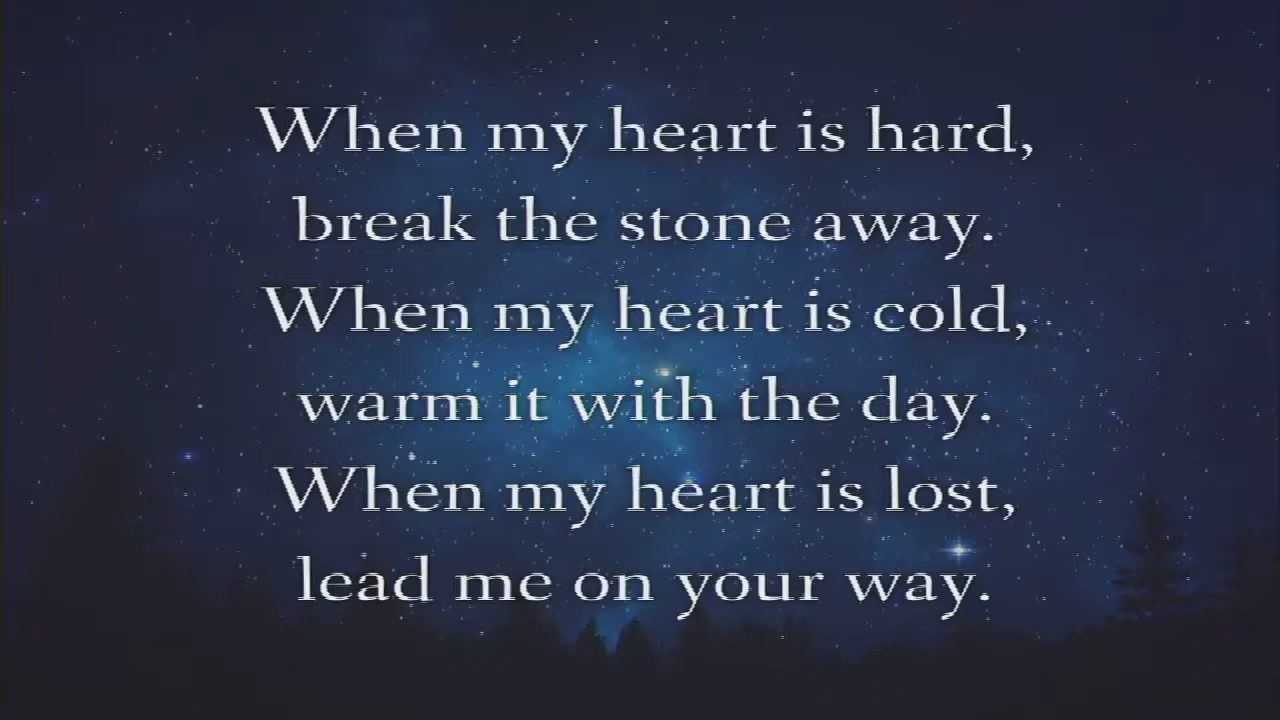 When my heart is hard,
break the stone away.
When my heart is cold,
warm it with the day.
When my heart is lost,
lead me on your way.